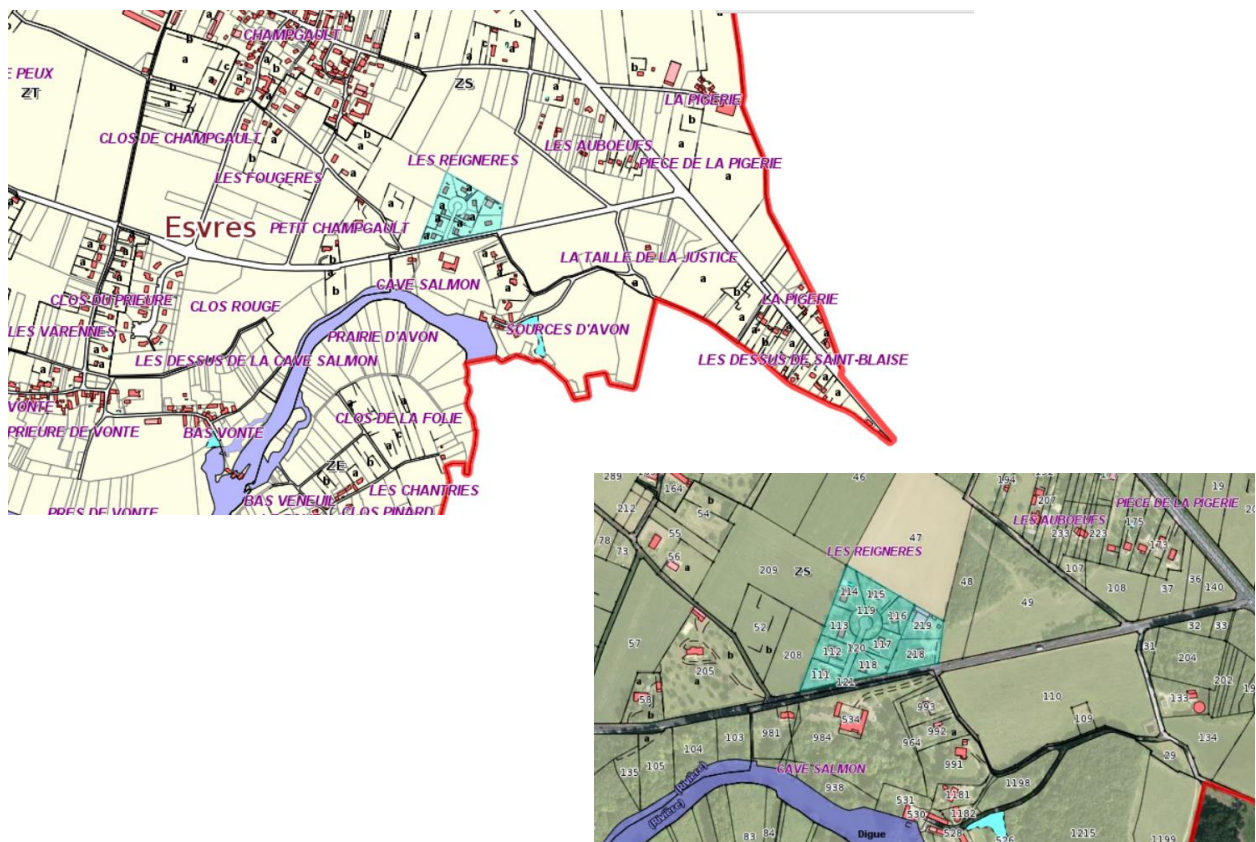 CHAMPGAULT
E PEUX
ZT
ZS
LA PIGERIE
CLOS DE CHAMPGAULT
LES AUBOEUFS
LES REIGNERES
PIECE DE LA PIGERIE
LES FOUGERES
Esvres
PETIT CHAMPGAULT
LA TAILLE DE LA JUSTICE
CAVE SALMON
CLOS DU PRIEURE
CLOS ROUGE
LA PIGERIE
LES VARENNES
PRAIRIE D'AVON
SOURCES D'AVON
LES DESSUS DE LA CAVE SALMON
LES DESSUS DE SAINT-BLAISE
VONTE
CLOS DE LA FOLIE
PRIEURE DE VONTE
BAS VONTE
ZE
LES CHANTRIES
BAS VENEUIL
PRES DE VONTE
CLOS PINARD
289
46
194
19
164
54
207
PIECE DE LA PIGERIE
212
LES AUBOEUFS
175
55
47
233 223
173
78
73
56
LES REIGNERES
209
ZS
48
107
108
37
36
140
114
115
119
116
219
49
52
113
117
57
112
120
118
218
208
205
111
121
31
32
33
204
202
58
110
133
993
534
992
109
103
981
984
964
134
104
991
29
135
105
CAVE SALMON
938
1198
(Rivière)
(Rivière)
531
1181
530
1182
83
84
Digue
528
526
1215
1199